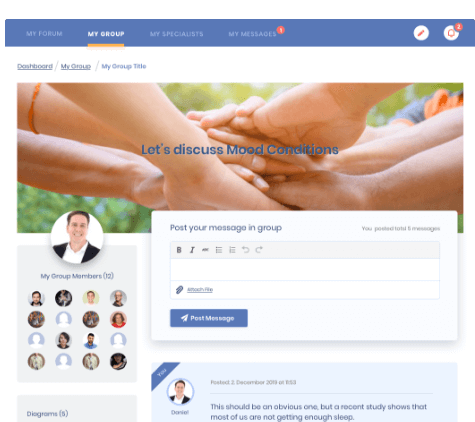 MY FORUM MY GROUP MY SPECIALISTS MY MESSAGES
Dashboard / My Group / My Group Title
Let's discuss Mood Conditions
Post your message in group You posted total 5 messages
B I ABC
Attach File
Post Message
My Group Members (12)
YOU
Posted: 2. December 2019 at 11:53
Daniel
This should be an obvious one, but a recent study shows that
most of us are not getting enough sleep.
Diagrams (5)